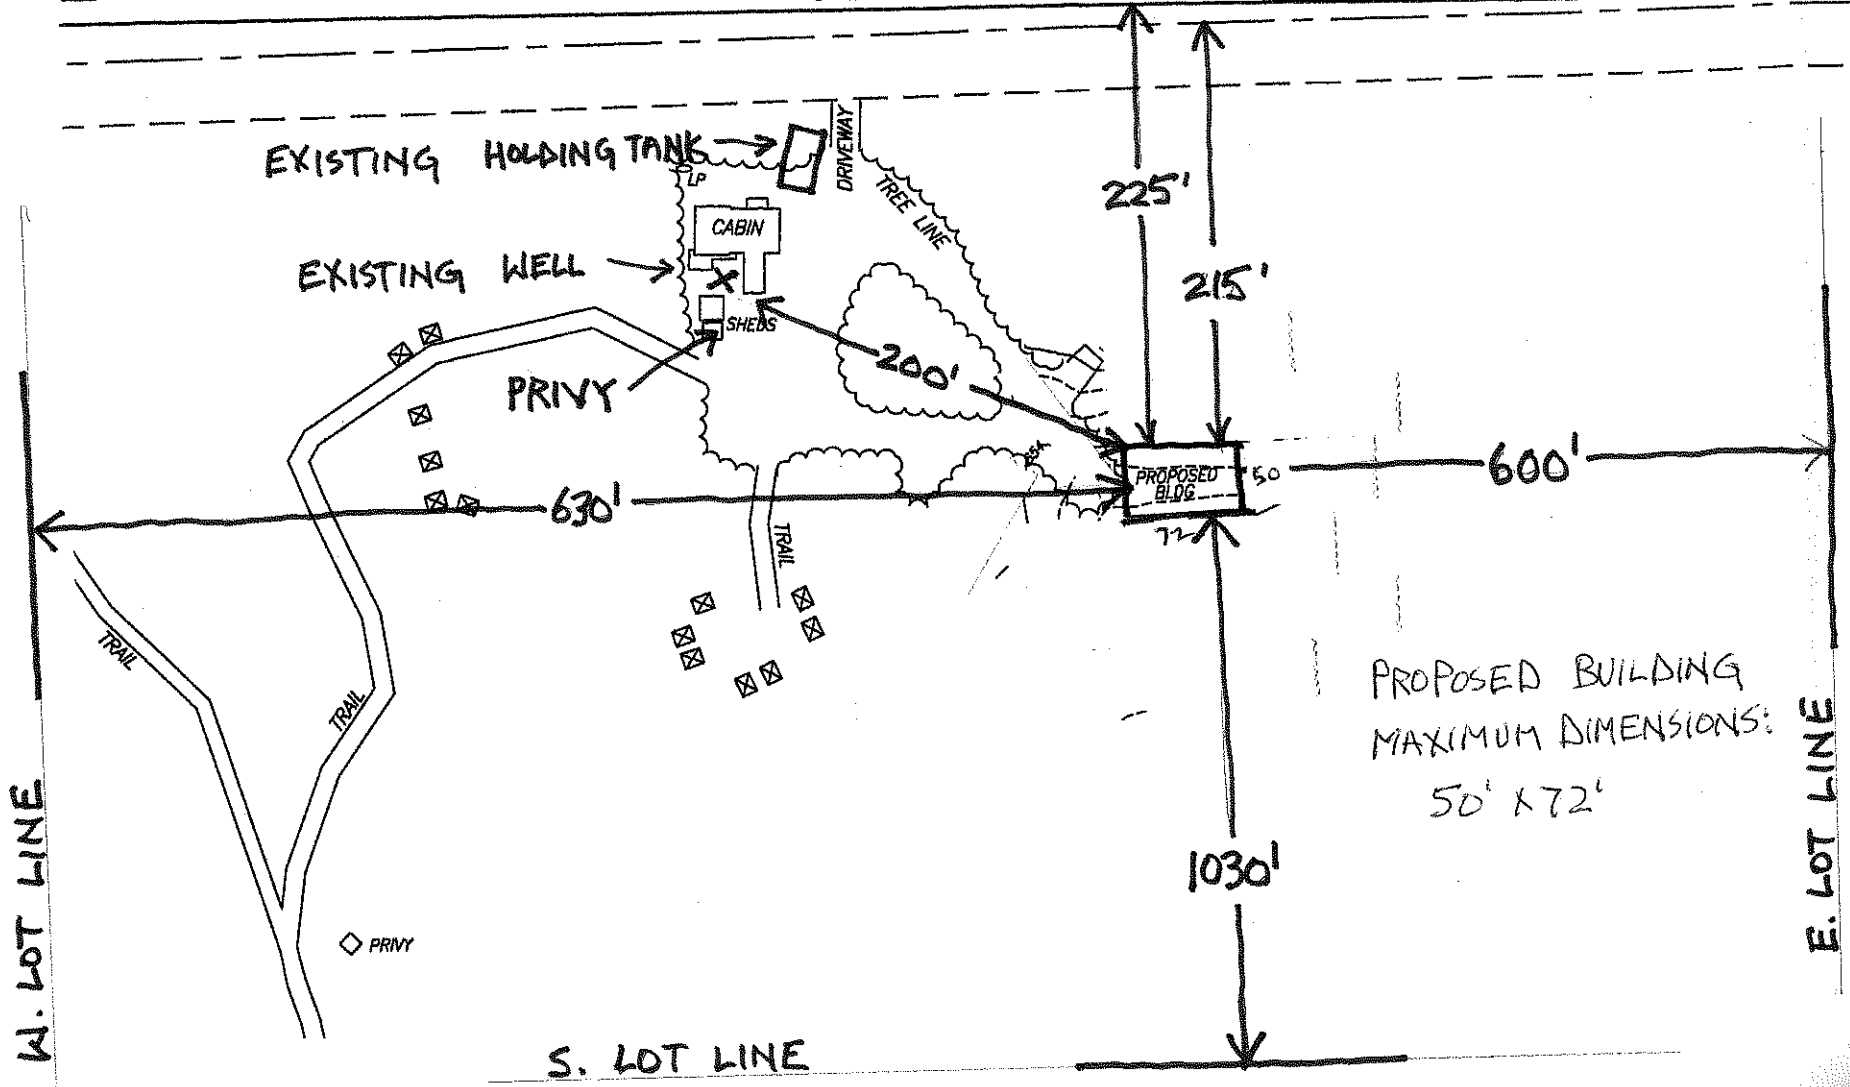 EXISTING HOLDING TANK
DRIVEWAY
LP
TREE LINE
225'
CABIN
EXISTING WELL
215'
SHEDS
200'
PRIVY
PROPOSED
BLDG
50
600'
630'
72
TRAIL
TRAIL
TRAIL
PROPOSED BUILDING
MAXIMUM DIMENSIONS:
50' X 72'
1030'
PRIVY
W. LOT LINE
E. LOT LINE
S. LOT LINE